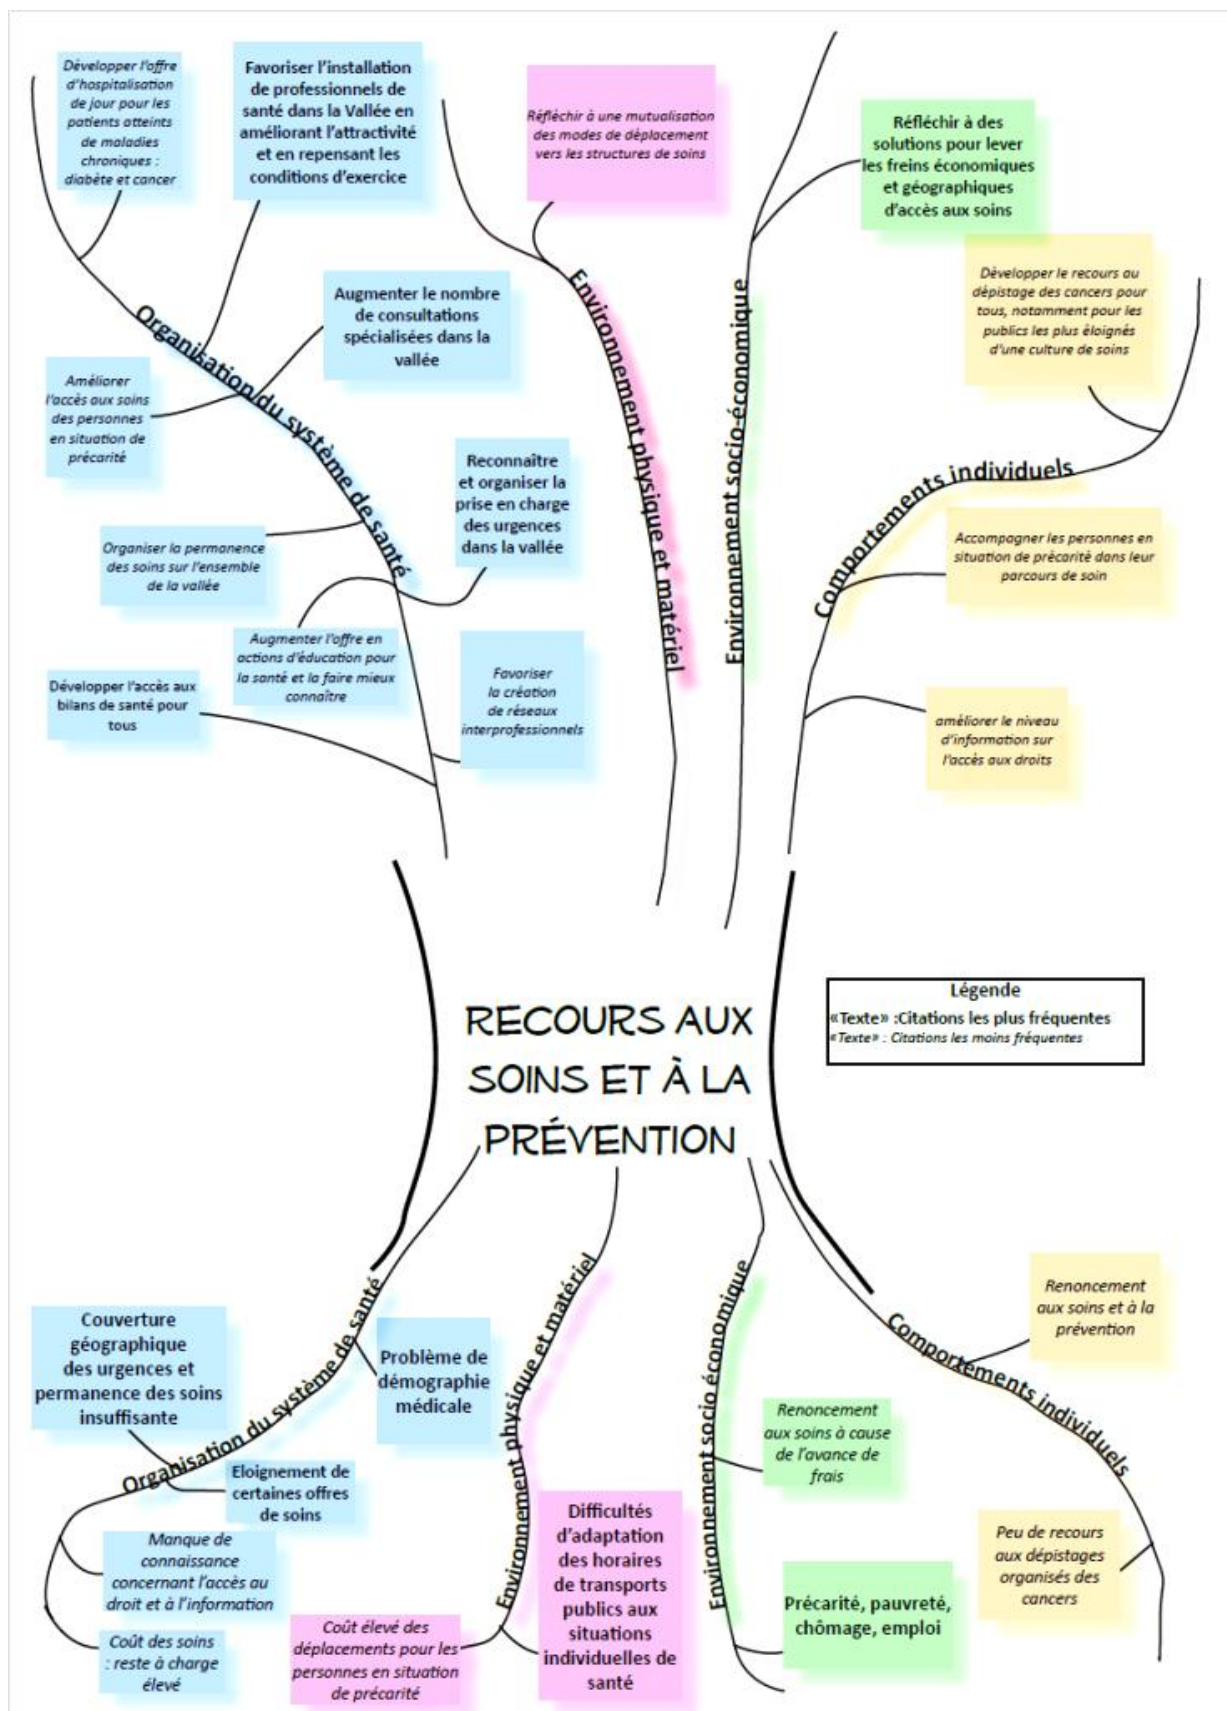 Développer l'offre
d'hospitalisation
de jour pour les
patients atteints
de maladies
chroniques :
diabète et cancer
Favoriser l'installation
de professionnels de
santé dans la Vallée en
améliorant l'attractivité
et en repensant les
conditions d'exercice
Réfléchir à une mutualisation
des modes de déplacement
vers les structures de soins
Réfléchir à des
solutions pour lever
les freins économiques
et géographiques
d'accès aux soins
Développer le recours au
dépistage des cancers pour
tous, notamment pour les
publics les plus éloignés
d'une culture de soins
Organisation du système de santé
Environnement physique et matériel
Environnement socio-économique
Comportements individuels
Augmenter le nombre
de consultations
spécialisées dans la
vallée
Améliorer
l'accès aux soins
des personnes
en situation de
précarité
Reconnaître
et organiser la
prise en charge
des urgences
dans la vallée
Organiser la permanence
des soins sur l'ensemble
de la vallée
Accompagner les personnes en
situation de précarité dans leur
parcours de soin
Augmenter l'offre en
actions d'éducation pour
la santé et la faire mieux
connaître
Développer l'accès aux
bilans de santé pour
tous
Favoriser
la création
de réseaux
interprofessionnels
améliorer le niveau
d'information sur
l'accès aux droits
RECOURS AUX
SOINS ET À LA
PRÉVENTION
Légende
«Texte» :Citations les plus fréquentes
«Texte» : Citations les moins fréquentes
Organisation du système de santé
Environnement physique et matériel
Environnement socio économique
Comportements individuels
Couverture
géographique
des urgences et
permanence des soins
insuffisante
Problème de
démographie
médicale
Renoncement
aux soins et à la
prévention
Renoncement
aux soins à cause
de l'avance de
frais
Eloignement de
certaines offres
de soins
Difficultés
d'adaptation
des horaires
de transports
publics aux
situations
individuelles de
santé
Peu de recours
aux dépistages
organisés des
cancers
Manque de
connaissance
concernant l'accès au
droit et à l'information
Précarité, pauvreté,
chômage, emploi
Coût des soins
: reste à charge
élevé
Coût élevé des
déplacements pour les
personnes en situation
de précarité